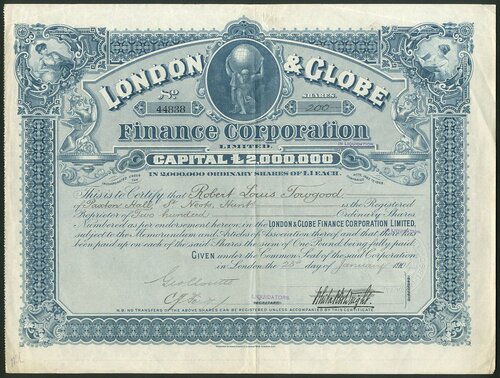 LONDON & GLOBE
No 44838
SHARES.
200
Finance Corporation
LIMITED.
IN LIQUIDATION
CAPITAL £2,000,000
IN 2,000,000 ORDINARY SHARES OF £1 EACH.
This is to Certify that Robert Louis Towgood
of Paxton Hall, St Neots, Hunts is the Registered
Proprietor of Two hundred Ordinary Shares
Numbered as per endorsement hereon in the LONDON & GLOBE FINANCE CORPORATION LIMITED,
subject to the Memorandum and Articles of Association thereof and that there has
been paid up on each of the said Shares the sum of One Pound being fully paid.
GIVEN under the Common Seal of the said Corporation
in London the 25th day of January 190
LIQUIDATORS
N.B. NO TRANSFERS OF THE ABOVE SHARES CAN BE REGISTERED UNLESS ACCOMPANIED BY THIS CERTIFICATE.